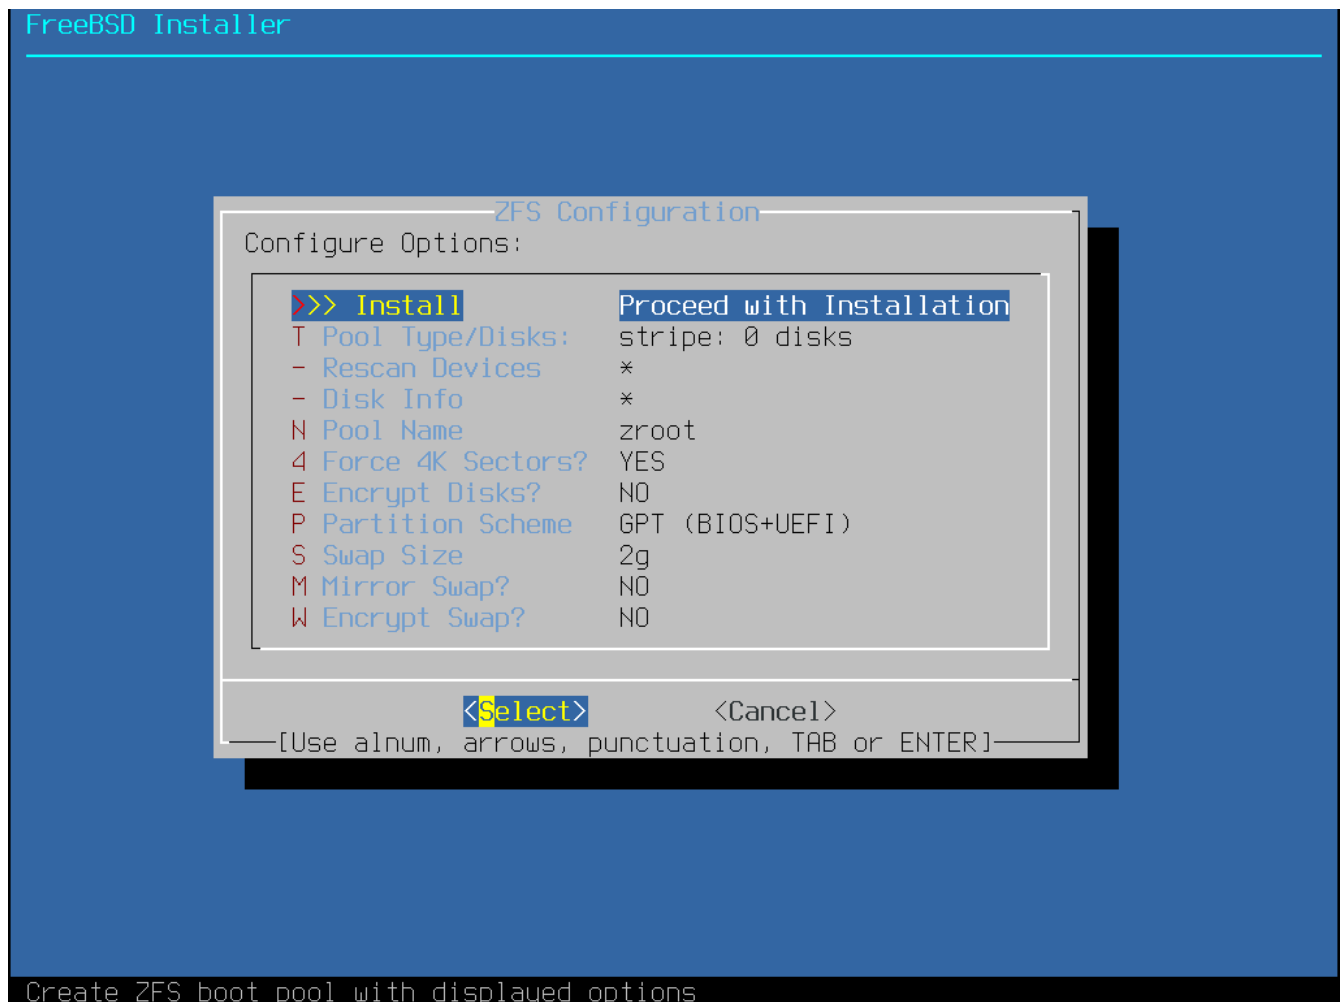 FreeBSD Installer
ZFS Configuration
Configure Options:
>>> Install Proceed with Installation
T Pool Type/Disks: stripe: 0 disks
- Rescan Devices *
- Disk Info *
N Pool Name zroot
4 Force 4K Sectors? YES
E Encrypt Disks? NO
P Partition Scheme GPT (BIOS+UEFI)
S Swap Size 2g
M Mirror Swap? NO
W Encrypt Swap? NO
<Select> <Cancel>
[Use alnum, arrows, punctuation, TAB or ENTER]
Create ZFS boot pool with displayed options